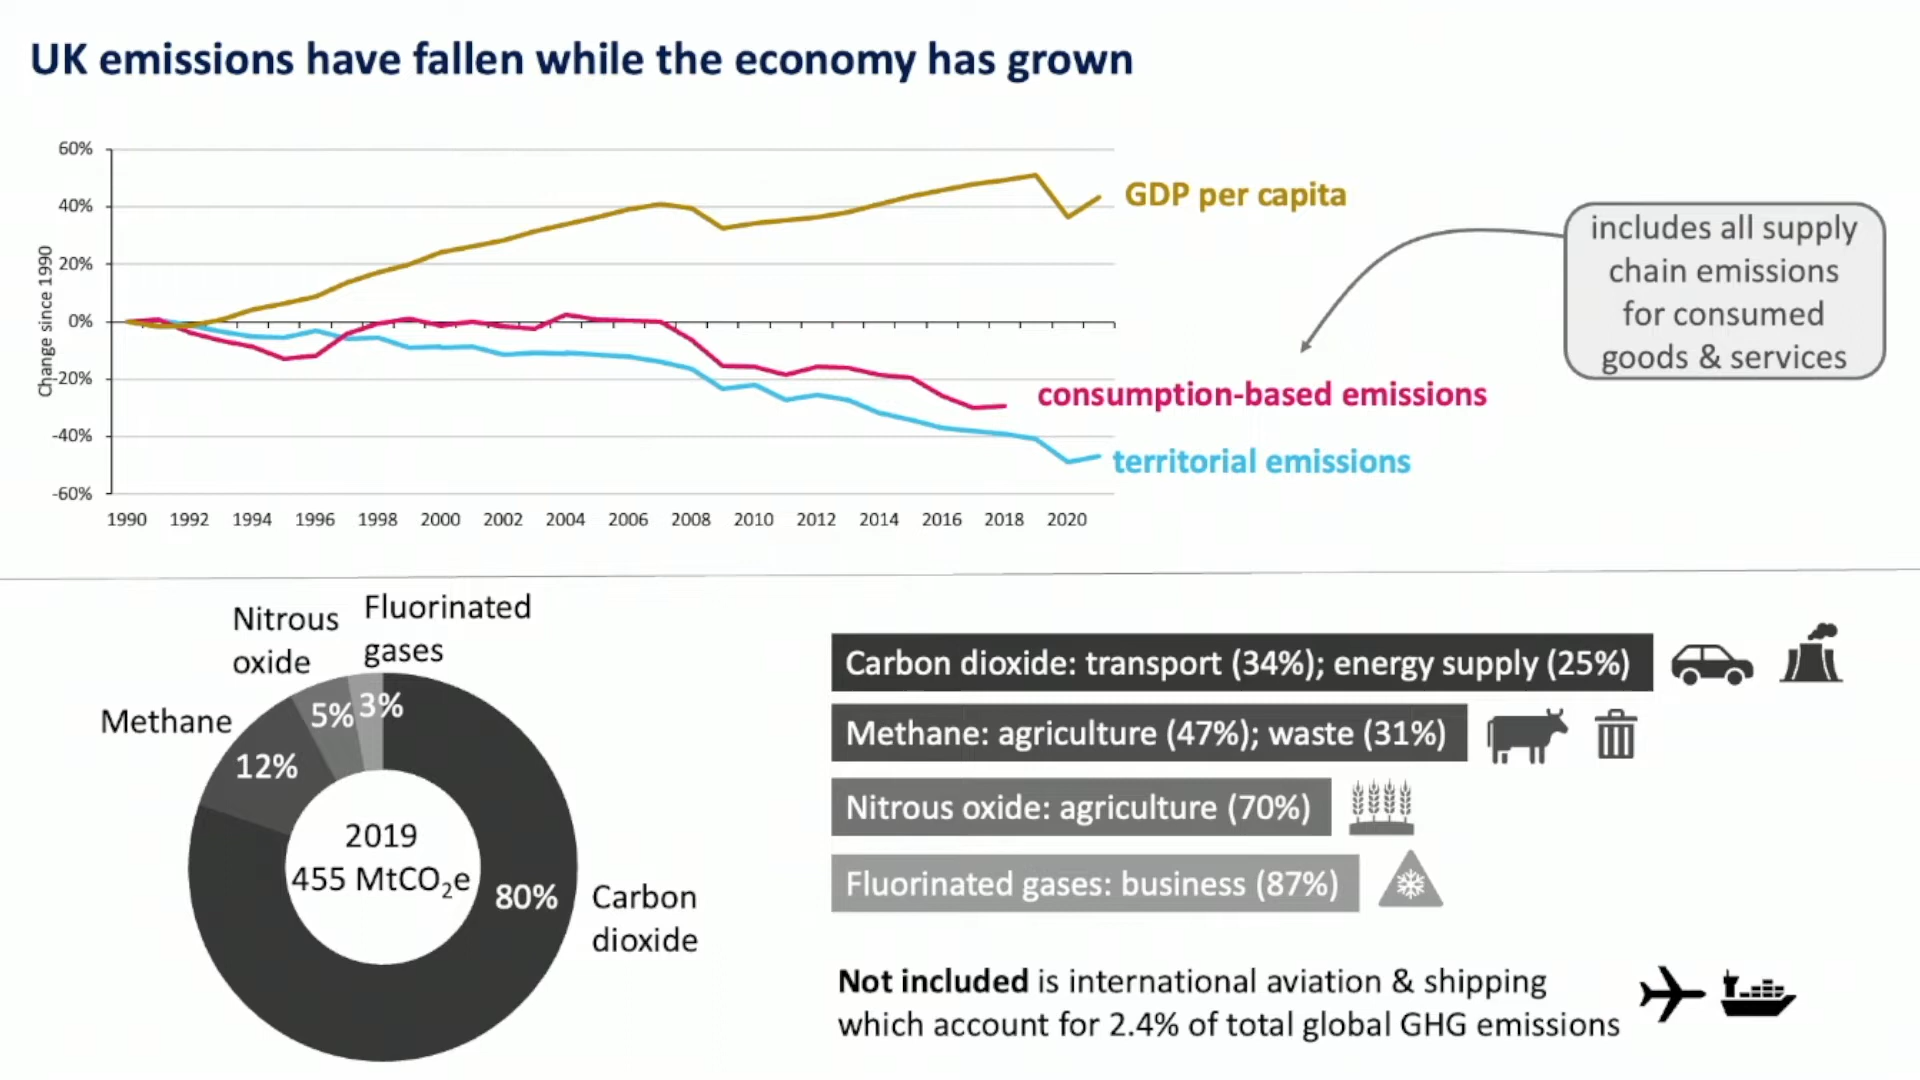 UK emissions have fallen while the economy has grown
Change since 1990
60%
40%
20%
0%
-20%
-40%
-60%
1990 1992 1994 1996 1998 2000 2002 2004 2006 2008 2010 2012 2014 2016 2018 2020
GDP per capita
consumption-based emissions
territorial emissions
includes all supply
chain emissions
for consumed
goods & services
Nitrous
oxide
Fluorinated
gases
Methane
12%
5%
3%
80%
2019
455 MtCO₂e
Carbon
dioxide
Carbon dioxide: transport (34%); energy supply (25%)
Methane: agriculture (47%); waste (31%)
Nitrous oxide: agriculture (70%)
Fluorinated gases: business (87%)
Not included is international aviation & shipping
which account for 2.4% of total global GHG emissions